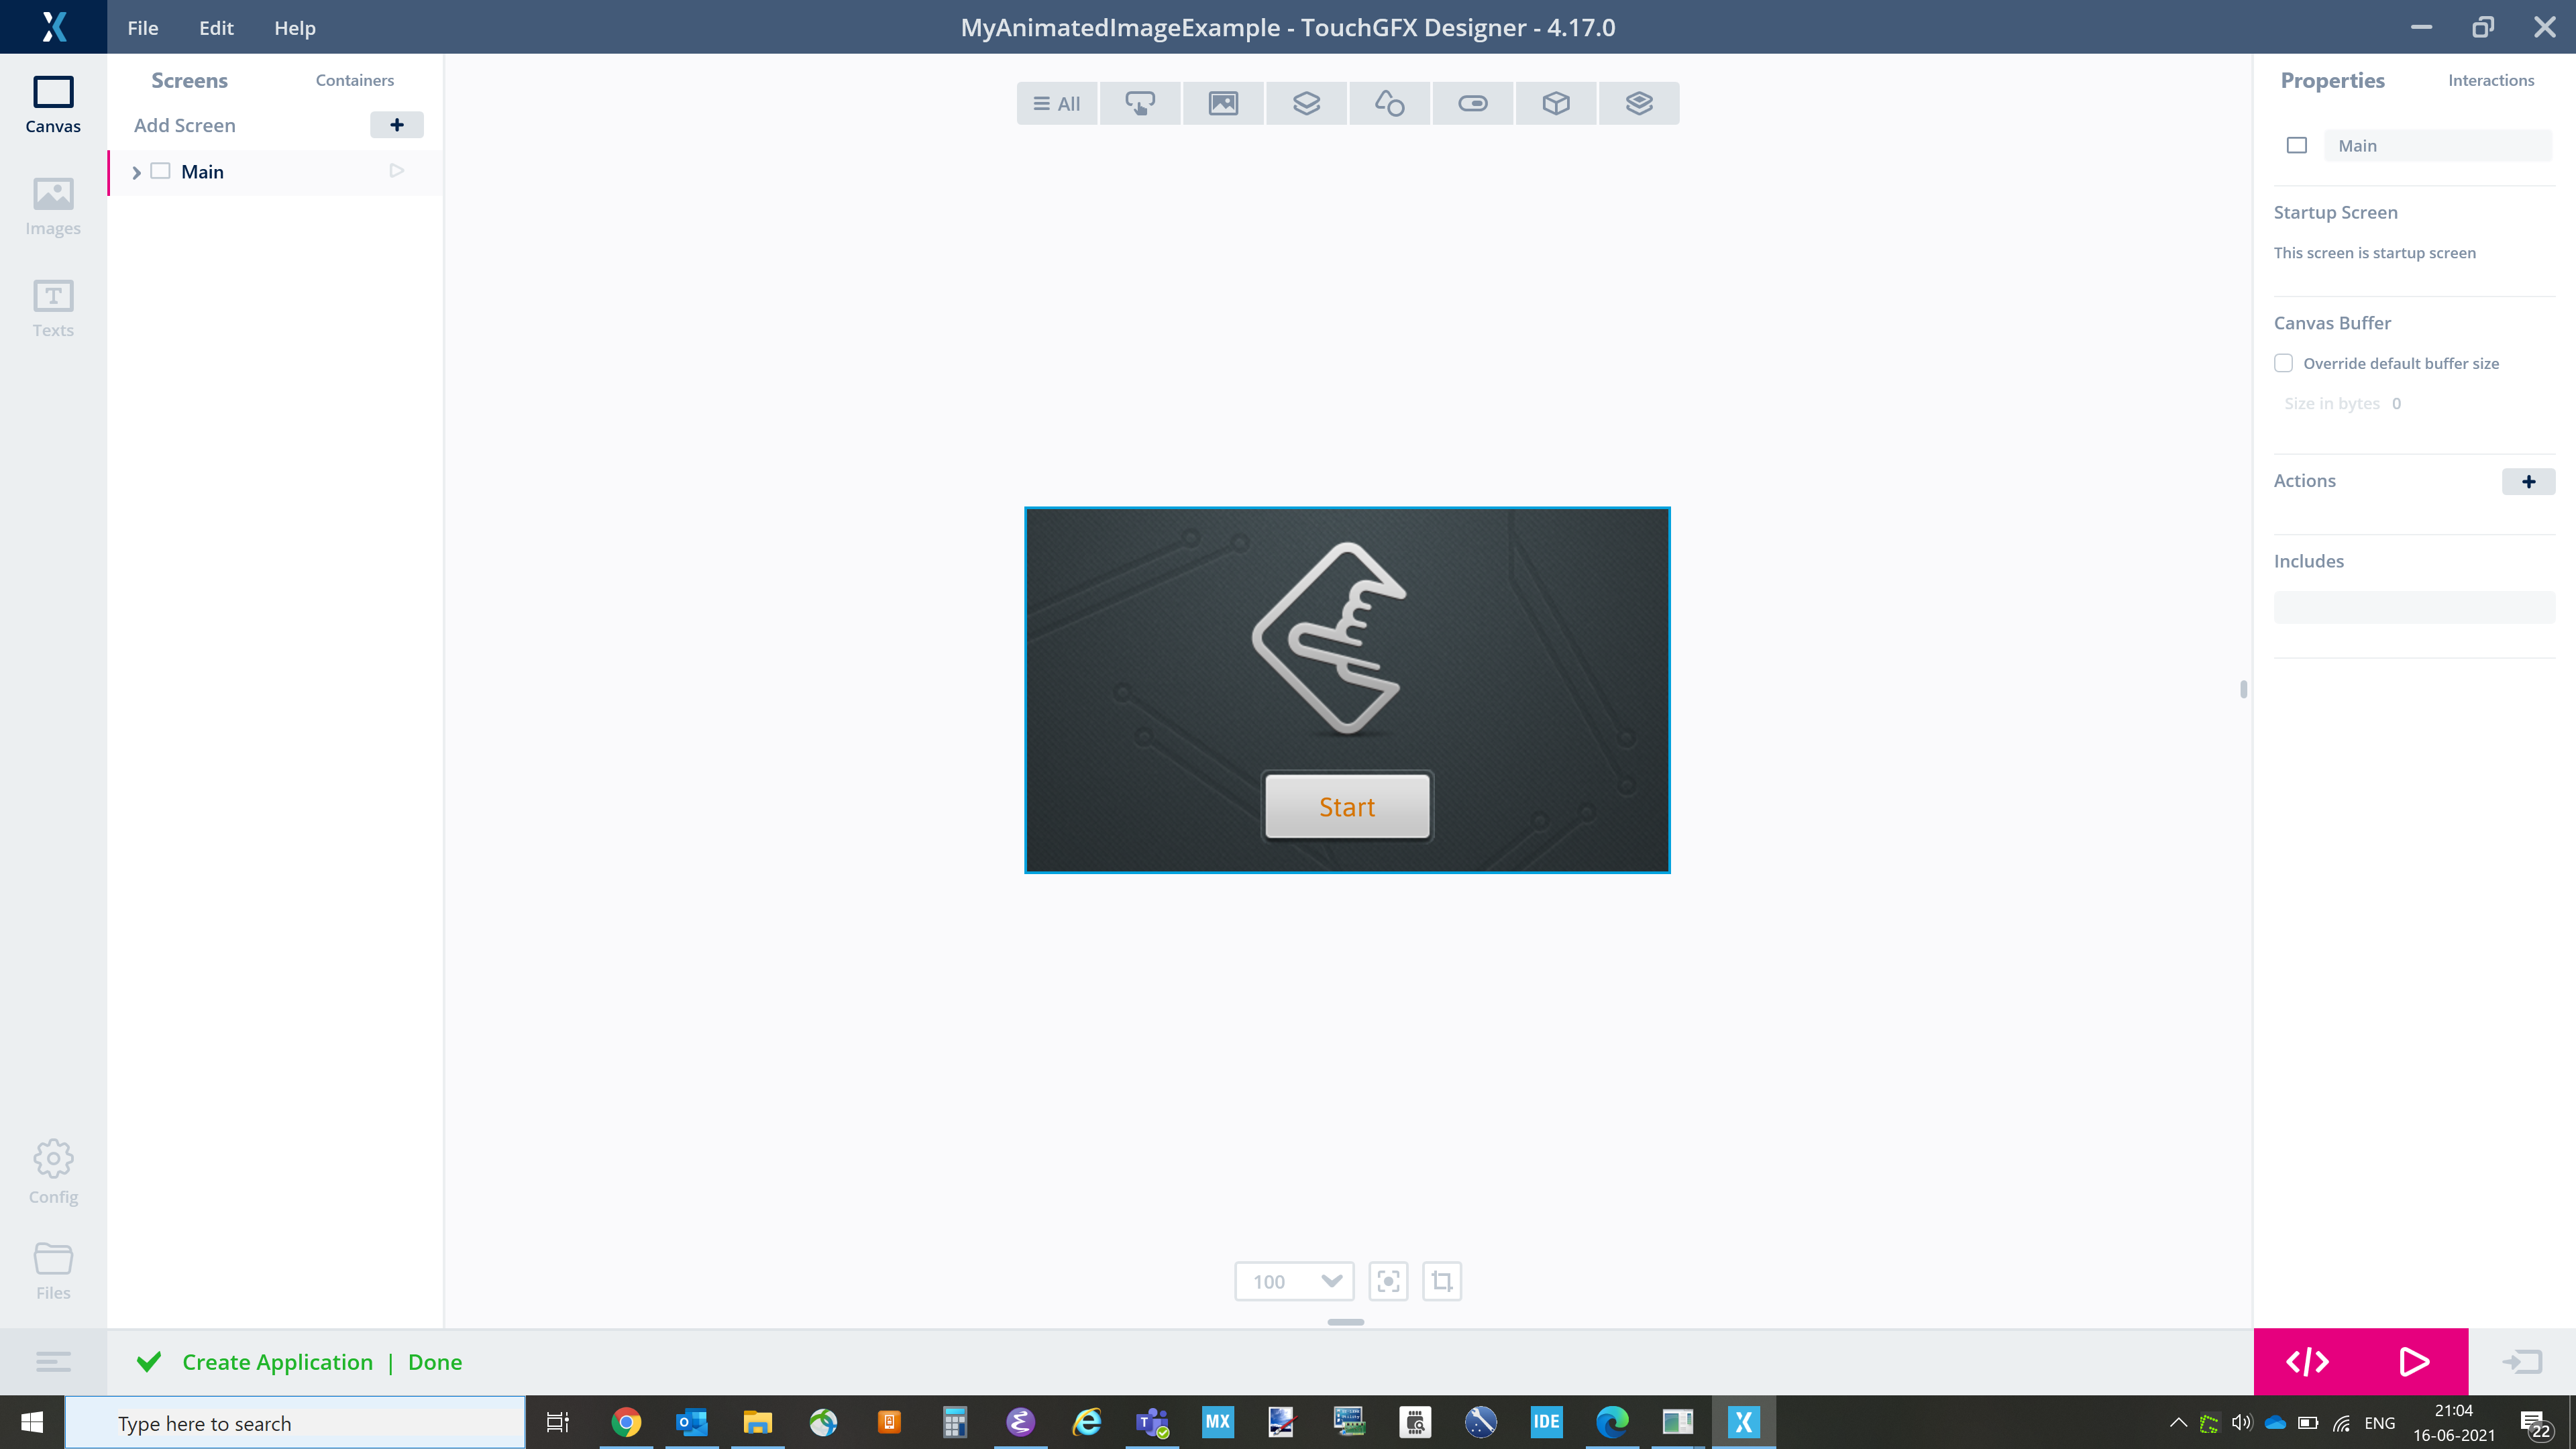 File Edit Help MyAnimatedImageExample - TouchGFX Designer - 4.17.0
Canvas
Images
Texts
Config
Files
Screens Containers
Add Screen
Main
All
Start
100
Properties Interactions
Main
Startup Screen
This screen is startup screen
Canvas Buffer
Override default buffer size
Size in bytes 0
Actions
Includes
Create Application | Done
Type here to search
MX
IDE
ENG
21:04
16-06-2021
22